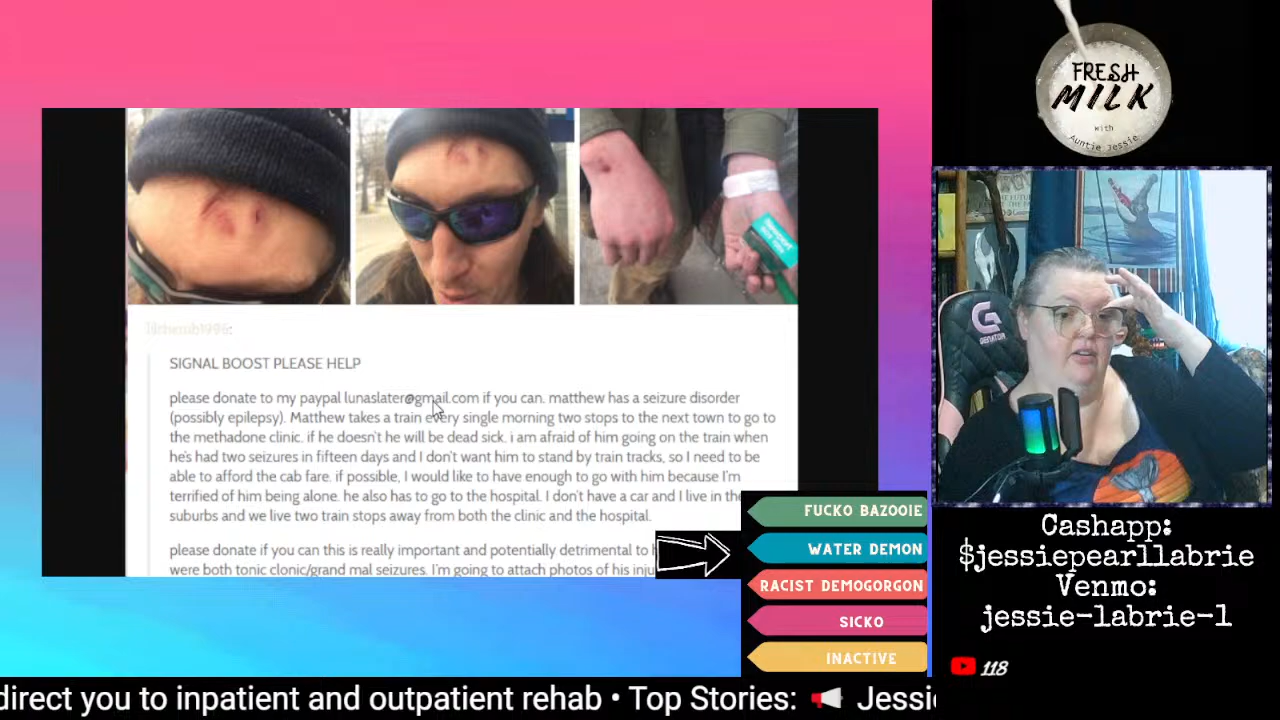 FRESH
MILK
with
Auntie Jessie
SIGNAL BOOST PLEASE HELP
please donate to my paypal lunaslater@gmail.com if you can. matthew has a seizure disorder
(possibly epilepsy). Matthew takes a train every single morning two stops to the next town to go to
the methadone clinic. if he doesn't he will be dead sick. i am afraid of him going on the train when
he's had two seizures in fifteen days and I don't want him to stand by train tracks, so I need to be
able to afford the cab fare. if possible, I would like to have enough to go with him because I'm
terrified of him being alone. he also has to go to the hospital. I don't have a car and I live in the
suburbs and we live two train stops away from both the clinic and the hospital.
please donate if you can this is really important and potentially detrimental to
were both tonic clonic/grand mal seizures. I'm going to attach photos of his inju
FUCKO BAZOOIE
WATER DEMON
RACIST DEMOGORGON
SICKO
INACTIVE
Cashapp:
$jessiepearllabrie
Venmo:
jessie-labrie-1
118
direct you to inpatient and outpatient rehab • Top Stories: Jessi